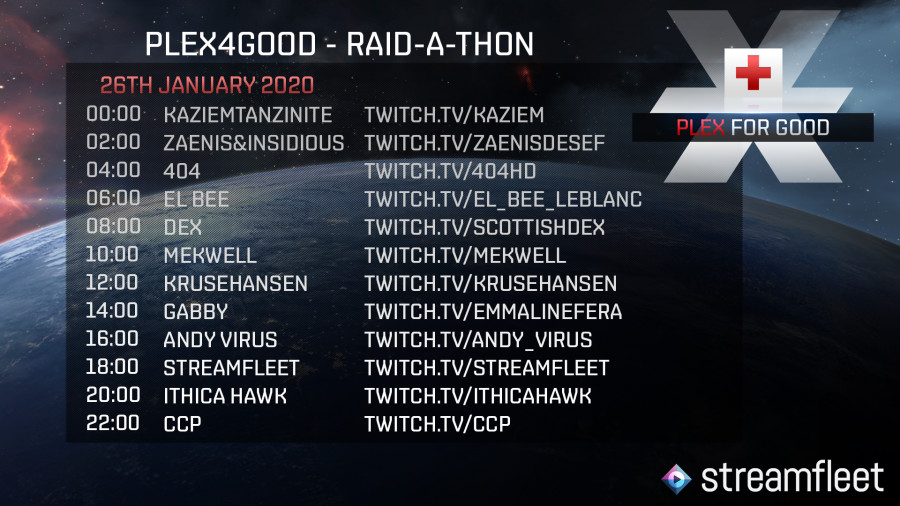 PLEX4GOOD - RAID-A-THON
PLEX FOR GOOD
26TH JANUARY 2020
00:00 KAZIEMTANZINITE TWITCH.TV/KAZIEM
02:00 ZAENIS&INSIDIOUS TWITCH.TV/ZAENISDESEF
04:00 404 TWITCH.TV/404HD
06:00 EL BEE TWITCH.TV/EL_BEE_LEBLANC
08:00 DEX TWITCH.TV/SCOTTISHDEX
10:00 MEKWELL TWITCH.TV/MEKWELL
12:00 KRUSEHANSEN TWITCH.TV/KRUSEHANSEN
14:00 GABBY TWITCH.TV/EMMALINEFERA
16:00 ANDY VIRUS TWITCH.TV/ANDY_VIRUS
18:00 STREAMFLEET TWITCH.TV/STREAMFLEET
20:00 ITHICA HAWK TWITCH.TV/ITHICAHAWK
22:00 CCP TWITCH.TV/CCP
streamfleet